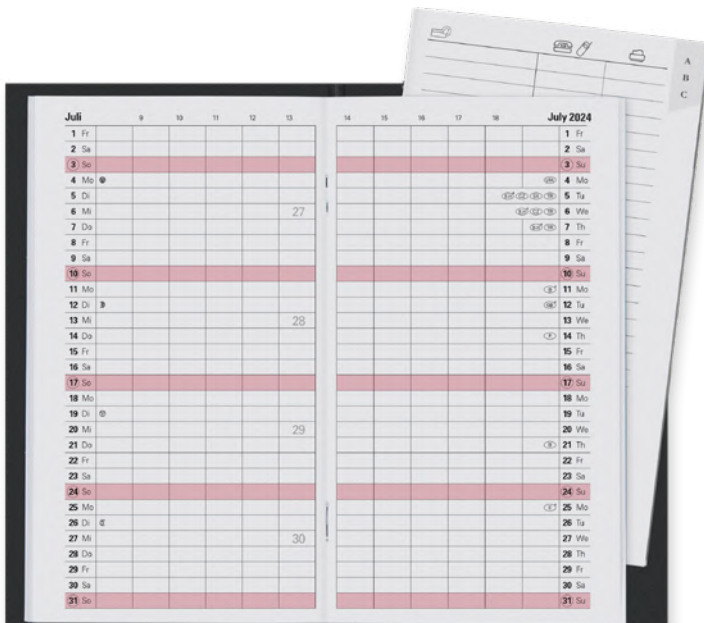 A
B
C
Juli 9 10 11 12 13 14 15 16 17 18 July 2024
1 Fr 1 Fr
2 Sa 2 Sa
3 So 3 Su
4 Mo 4 Mo
5 Di 5 Tu
6 Mi 27 6 We
7 Do 7 Th
8 Fr 8 Fr
9 Sa 9 Sa
10 So 10 Su
11 Mo 11 Mo
12 Di 12 Tu
13 Mi 28 13 We
14 Do 14 Th
15 Fr 15 Fr
16 Sa 16 Sa
17 So 17 Su
18 Mo 18 Mo
19 Di 19 Tu
20 Mi 29 20 We
21 Do 21 Th
22 Fr 22 Fr
23 Sa 23 Sa
24 So 24 Su
25 Mo 25 Mo
26 Di 26 Tu
27 Mi 30 27 We
28 Do 28 Th
29 Fr 29 Fr
30 Sa 30 Sa
31 So 31 Su